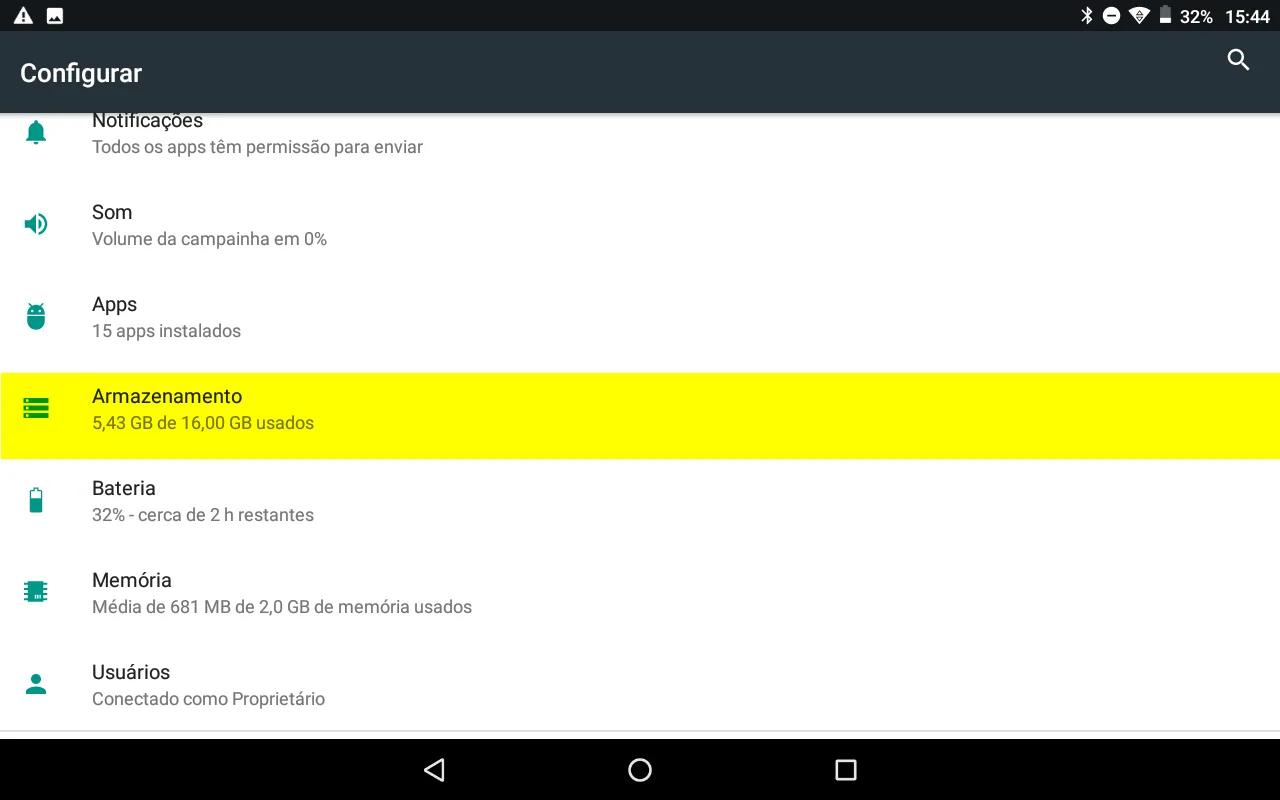 32% 15:44
Configurar
Notificações
Todos os apps têm permissão para enviar
Som
Volume da campainha em 0%
Apps
15 apps instalados
Armazenamento
5,43 GB de 16,00 GB usados
Bateria
32% - cerca de 2 h restantes
Memória
Média de 681 MB de 2,0 GB de memória usados
Usuários
Conectado como Proprietário